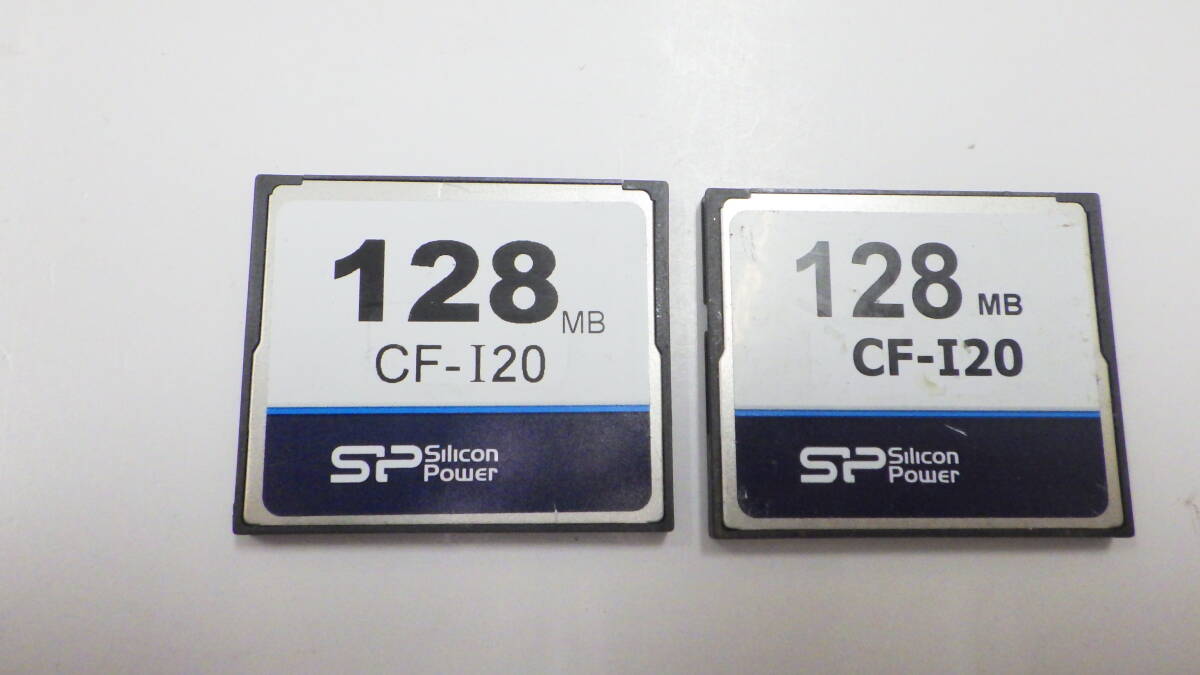 128 MB
CF-I20
SP Silicon Power
128 MB
CF-I20
SP Silicon Power